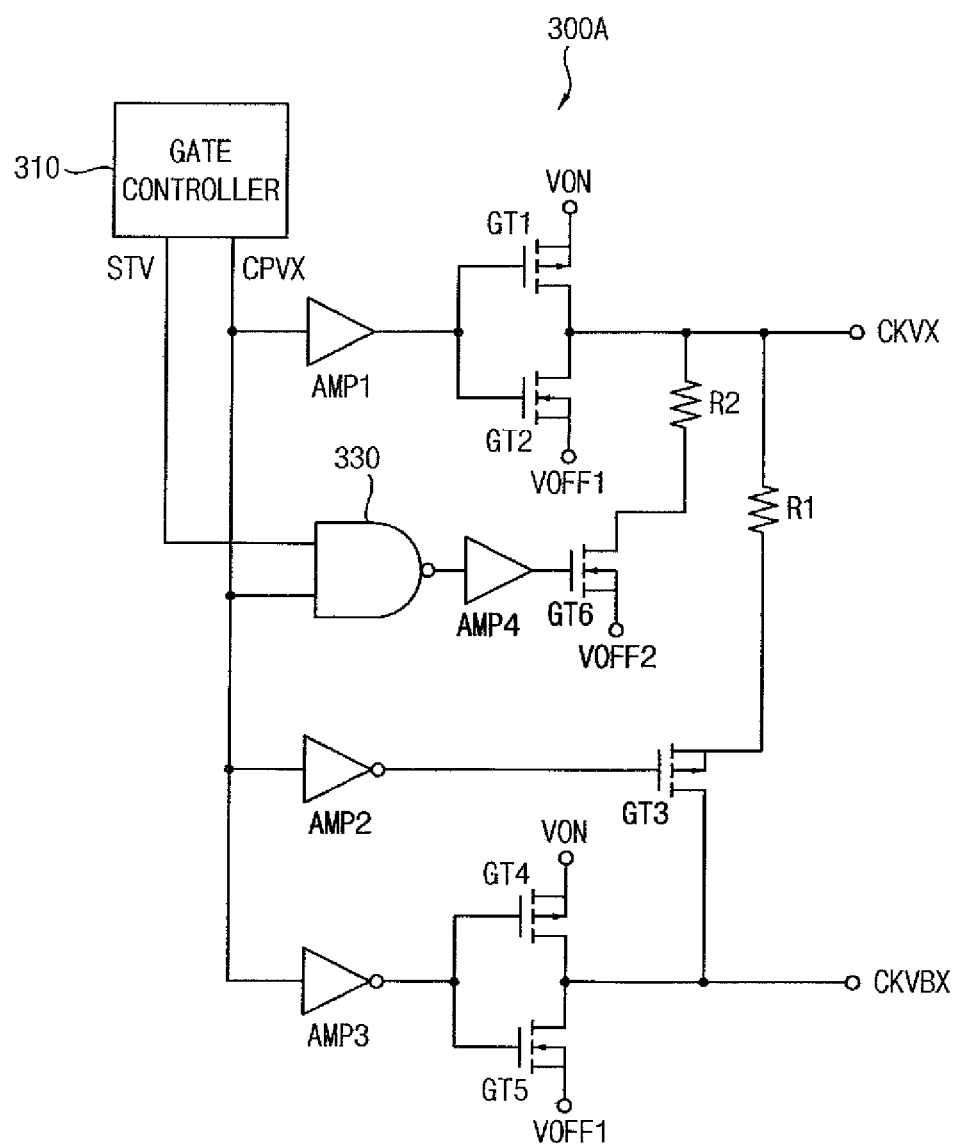 300A
310
GATE
CONTROLLER
VON
GT1
STV
CPVX
CKVX
AMP1
R2
GT2
330
VOFF1
R1
AMP4
GT6
VOFF2
GT3
AMP2
VON
GT4
CKVBX
AMP3
GT5
VOFF1